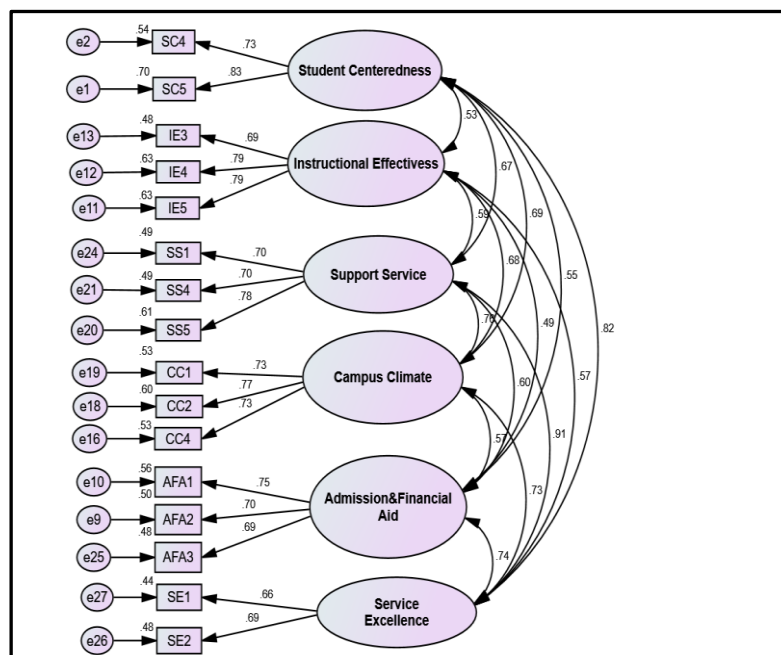 e2 .54 SC4 .73
Student Centeredness
e1 .70 SC5 .83
.53
e13 .48 IE3 .69
Instructional Effectivess
e12 .63 IE4 .79
e11 .63 IE5 .79
.67
.59
.69
.68
e24 .49 SS1 .70
Support Service
e21 .49 SS4 .70
e20 .61 SS5 .78
.55
.76
.49
.82
e19 .53 CC1 .73
Campus Climate
e18 .60 CC2 .77
e16 .53 CC4 .73
.60
.57
.57
.91
e10 .56 AFA1 .75
Admission&Financial
Aid
e9 .50 AFA2 .70
e25 .48 AFA3 .69
.73
.74
e27 .44 SE1 .66
Service
Excellence
e26 .48 SE2 .69